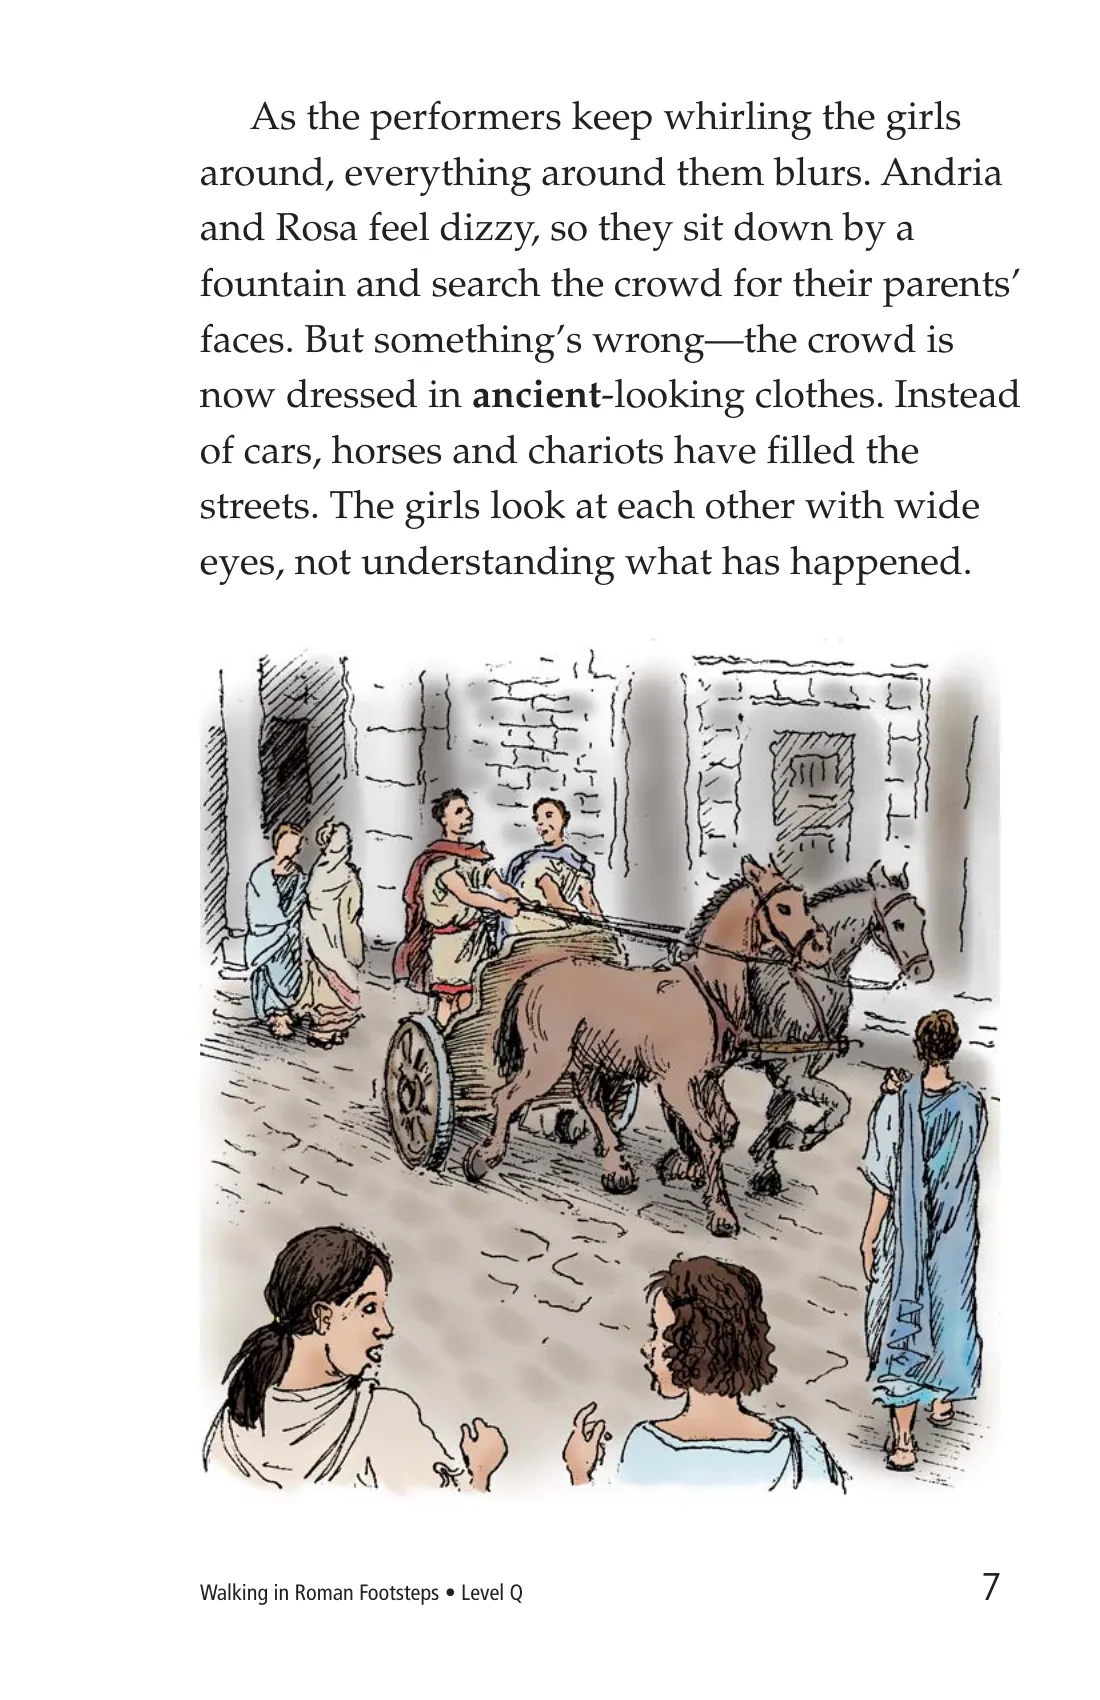 As the performers keep whirling the girls
around, everything around them blurs. Andria
and Rosa feel dizzy, so they sit down by a
fountain and search the crowd for their parents’
faces. But something’s wrong—the crowd is
now dressed in ancient-looking clothes. Instead
of cars, horses and chariots have filled the
streets. The girls look at each other with wide
eyes, not understanding what has happened.
Walking in Roman Footsteps • Level Q
7